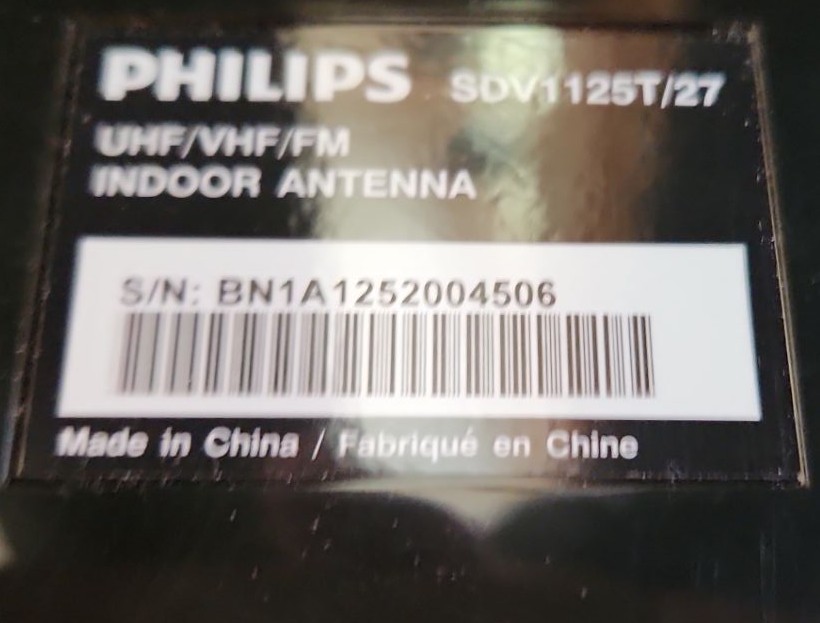 PHILIPS SDV1125T/27
UHF/VHF/FM
INDOOR ANTENNA
S/N: BN1A1252004506
Made in China / Fabriqué en Chine